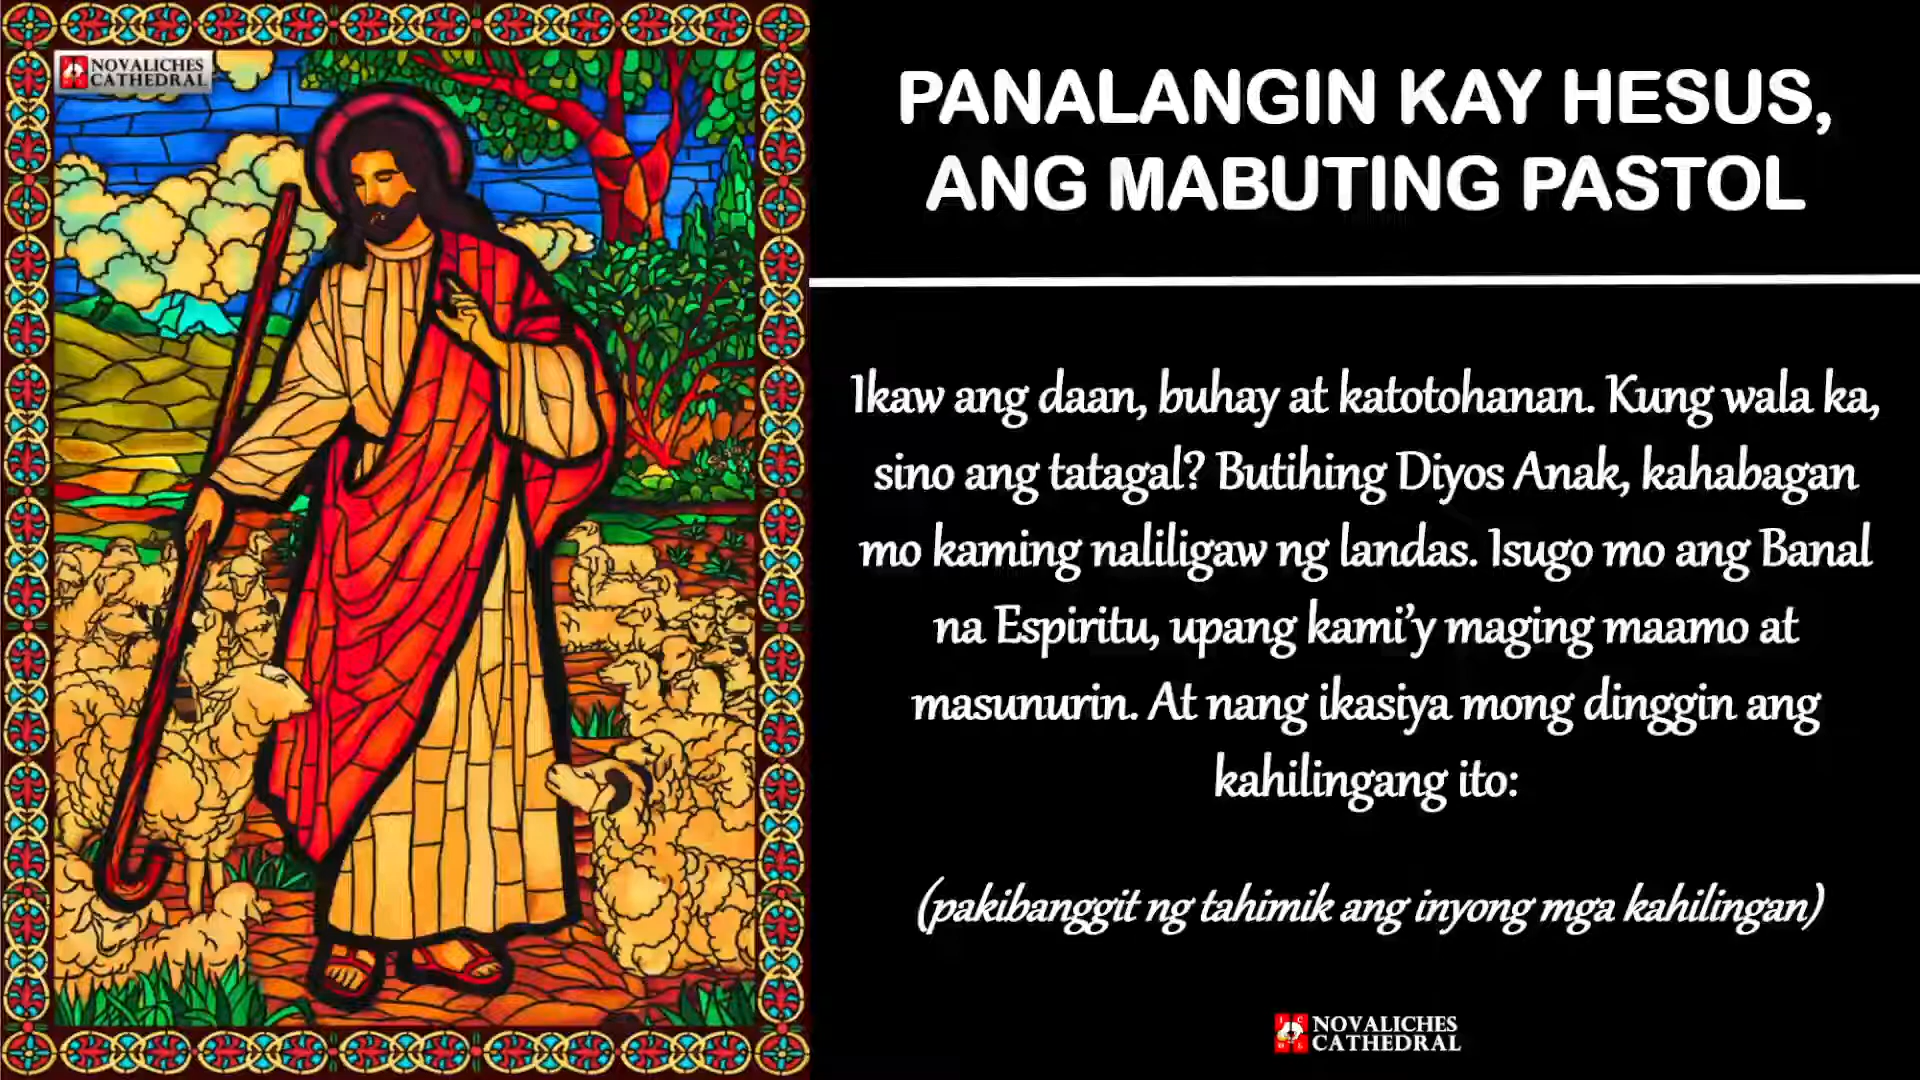 NOVALICHES
CATHEDRAL
PANALANGIN KAY HESUS,
ANG MABUTING PASTOL
Ikaw ang daan, buhay at katotohanan. Kung wala ka,
sino ang tatagal? Butihing Diyos Anak, kahabagan
mo kaming naliligaw ng landas. Isugo mo ang Banal
na Espiritu, upang kami’y maging maamo at
masunurin. At nang ikasiya mong dinggin ang
kahilingang ito:
(pakibanggit ng tahimik ang inyong mga kahilingan)
NOVALICHES
CATHEDRAL